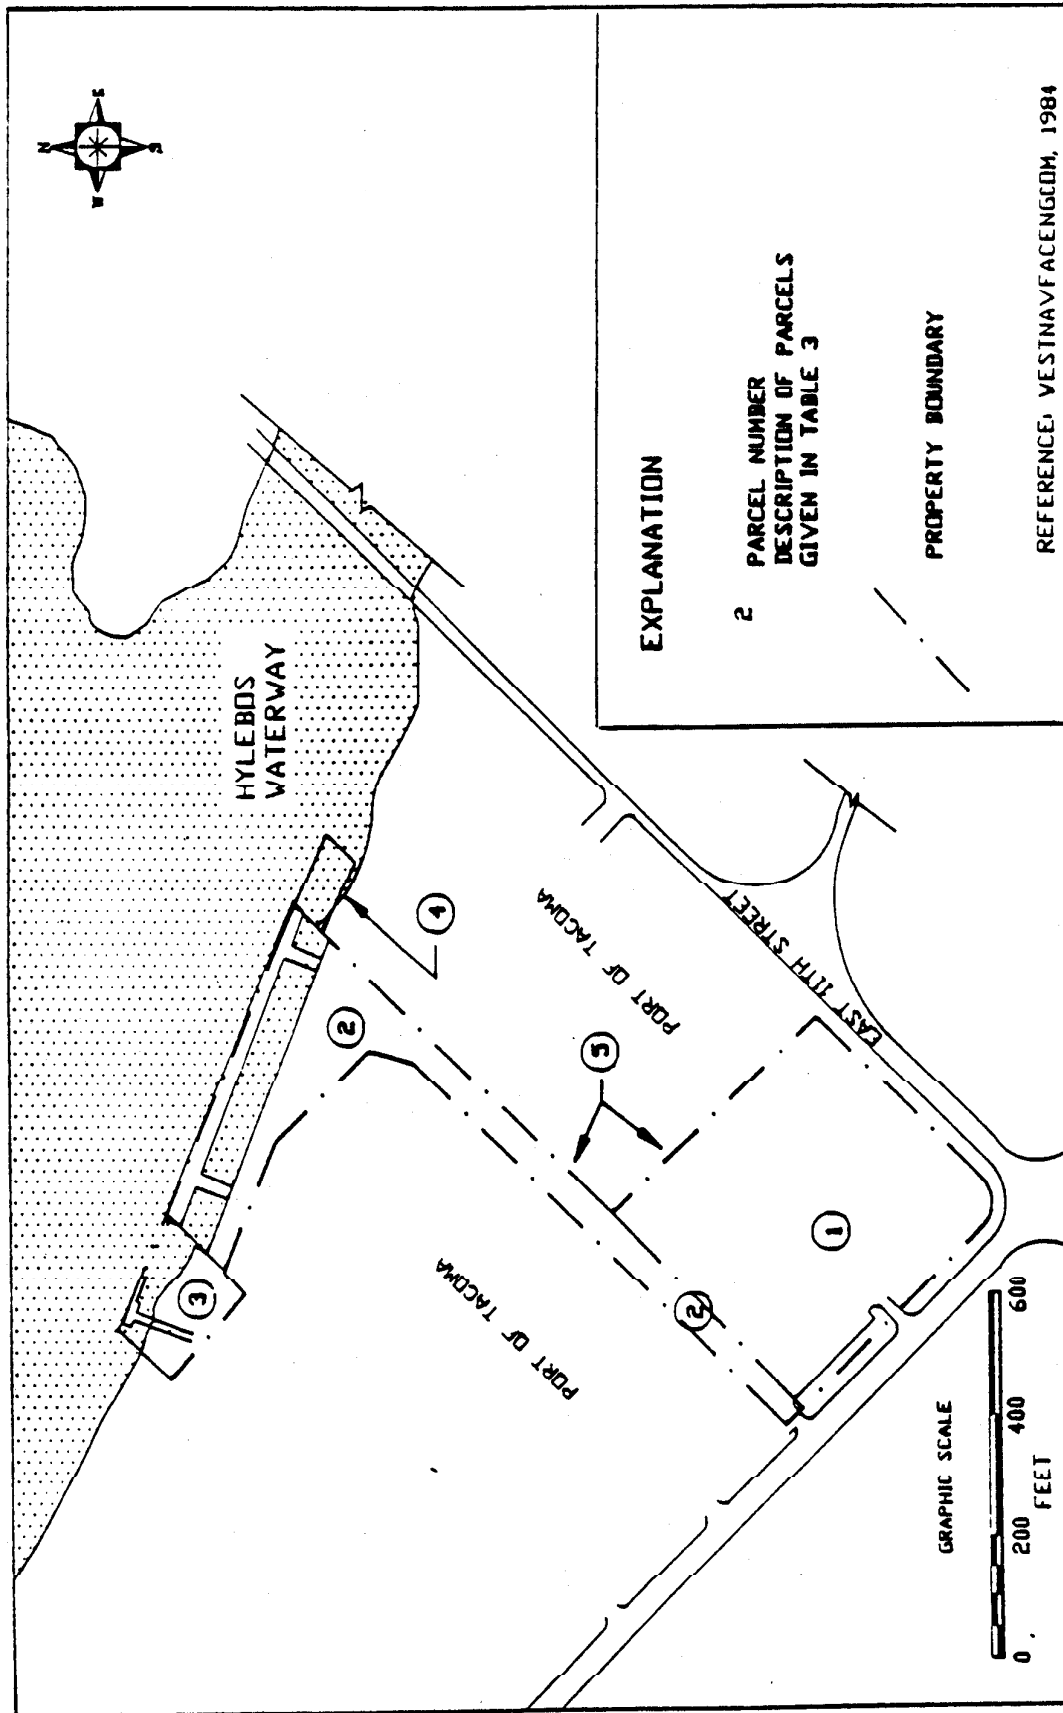 N
W
E
S
HYLEBOS
WATERWAY
4
2
3
5
PORT OF TACOMA
PORT OF TACOMA
EAST 11TH STREET
1
2
GRAPHIC SCALE
0 200 400 600
FEET
EXPLANATION
2 PARCEL NUMBER
DESCRIPTION OF PARCELS
GIVEN IN TABLE 3
PROPERTY BOUNDARY
REFERENCE: VESTNAVFACENGCOM, 1984